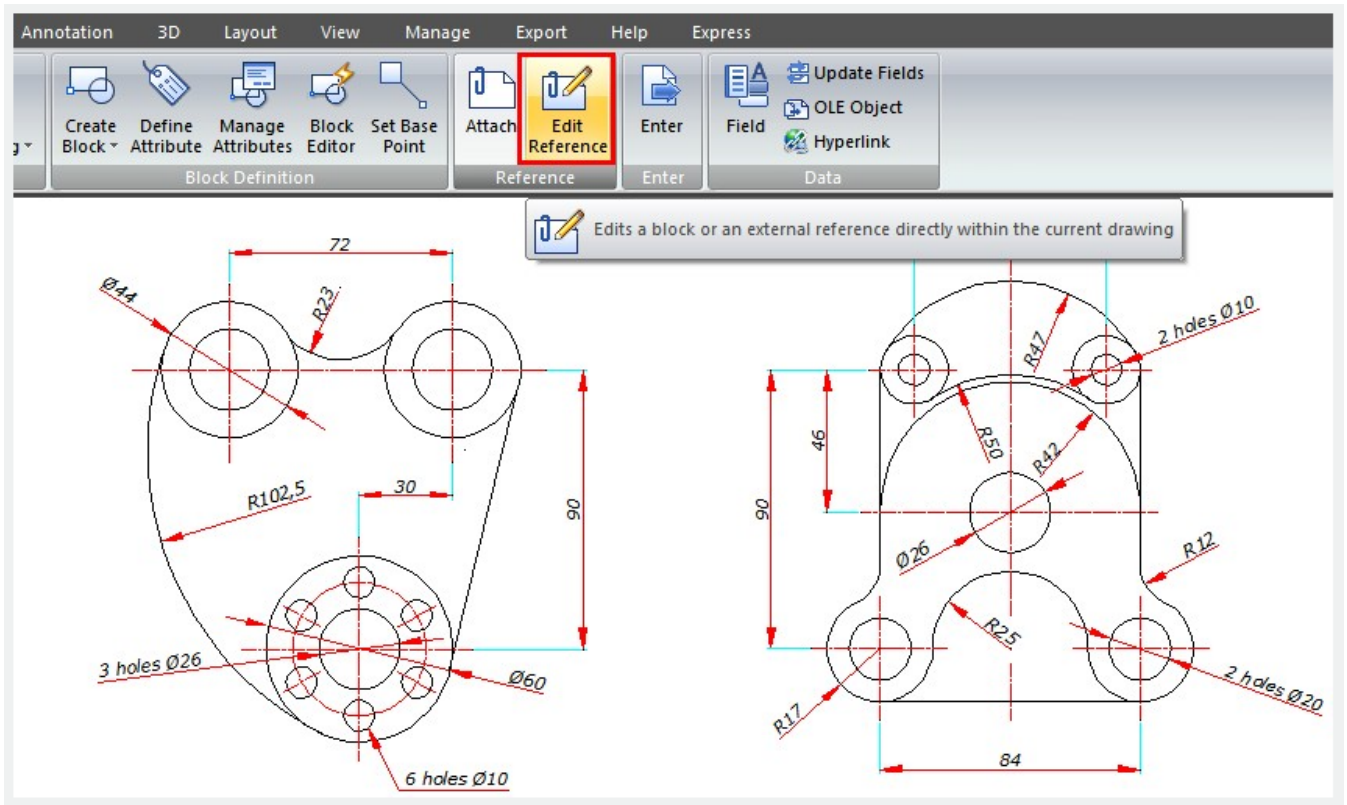 Annotation 3D Layout View Manage Export Help Express
Create Block
Define Attribute
Manage Attributes
Block Editor
Set Base Point
Attach
Edit Reference
Enter
Field
Update Fields
OLE Object
Hyperlink
Block Definition
Reference
Enter
Data
Edits a block or an external reference directly within the current drawing
72
Ø44
R23
R102,5
30
90
3 holes Ø26
Ø60
6 holes Ø10
2 holes Ø10
R47
46
R50
R42
90
Ø26
R12
R25
R17
2 holes Ø20
84